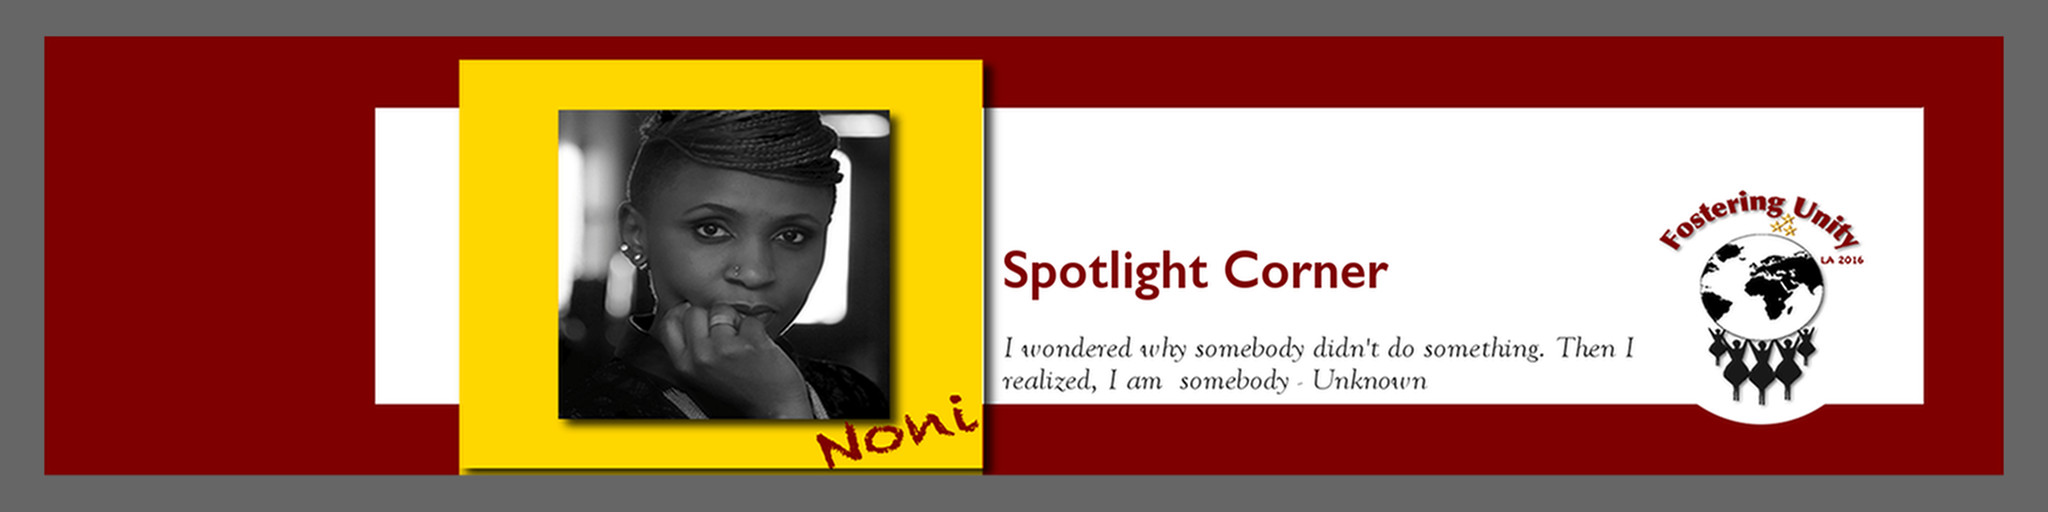 Noni
Spotlight Corner
I wondered why somebody didn't do something. Then I
realized, I am  somebody - Unknown
Fostering Unity
LA 2016